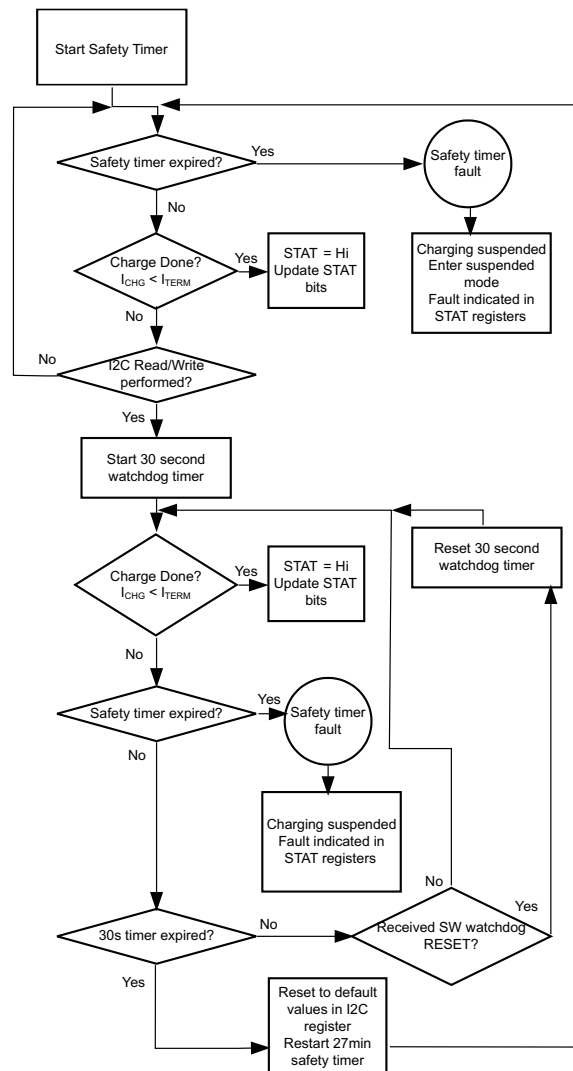 Start Safety Timer
Safety timer expired?
Yes
Safety timer
fault
No
Charging suspended
Enter suspended
mode
Fault indicated in
STAT registers
Charge Done?
ICHG < ITERM
Yes
STAT = Hi
Update STAT
bits
No
No
I2C Read/Write
performed?
Yes
Start 30 second
watchdog timer
Reset 30 second
watchdog timer
Charge Done?
ICHG < ITERM
Yes
STAT = Hi
Update STAT
bits
No
Safety timer expired?
Yes
Safety timer
fault
No
Charging suspended
Fault indicated in
STAT registers
No
30s timer expired?
No
Received SW watchdog
RESET?
Yes
Yes
Reset to default
values in I2C
register
Restart 27min
safety timer